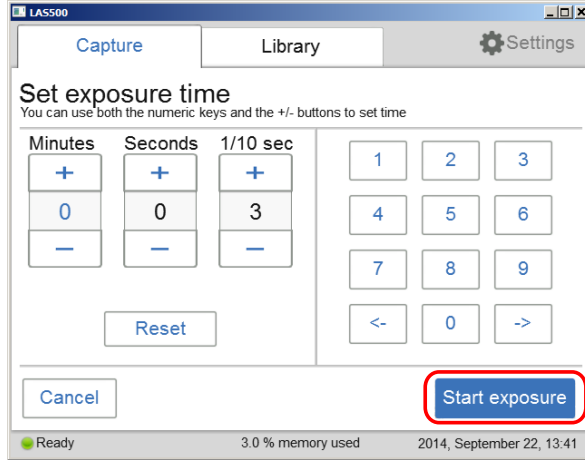 LAS500
Capture Library Settings
Set exposure time
You can use both the numeric keys and the +/- buttons to set time
Minutes Seconds 1/10 sec
+ + +
0 0 3
− − −
1 2 3
4 5 6
7 8 9
<- 0 ->
Reset
Cancel Start exposure
Ready 3.0 % memory used 2014, September 22, 13:41